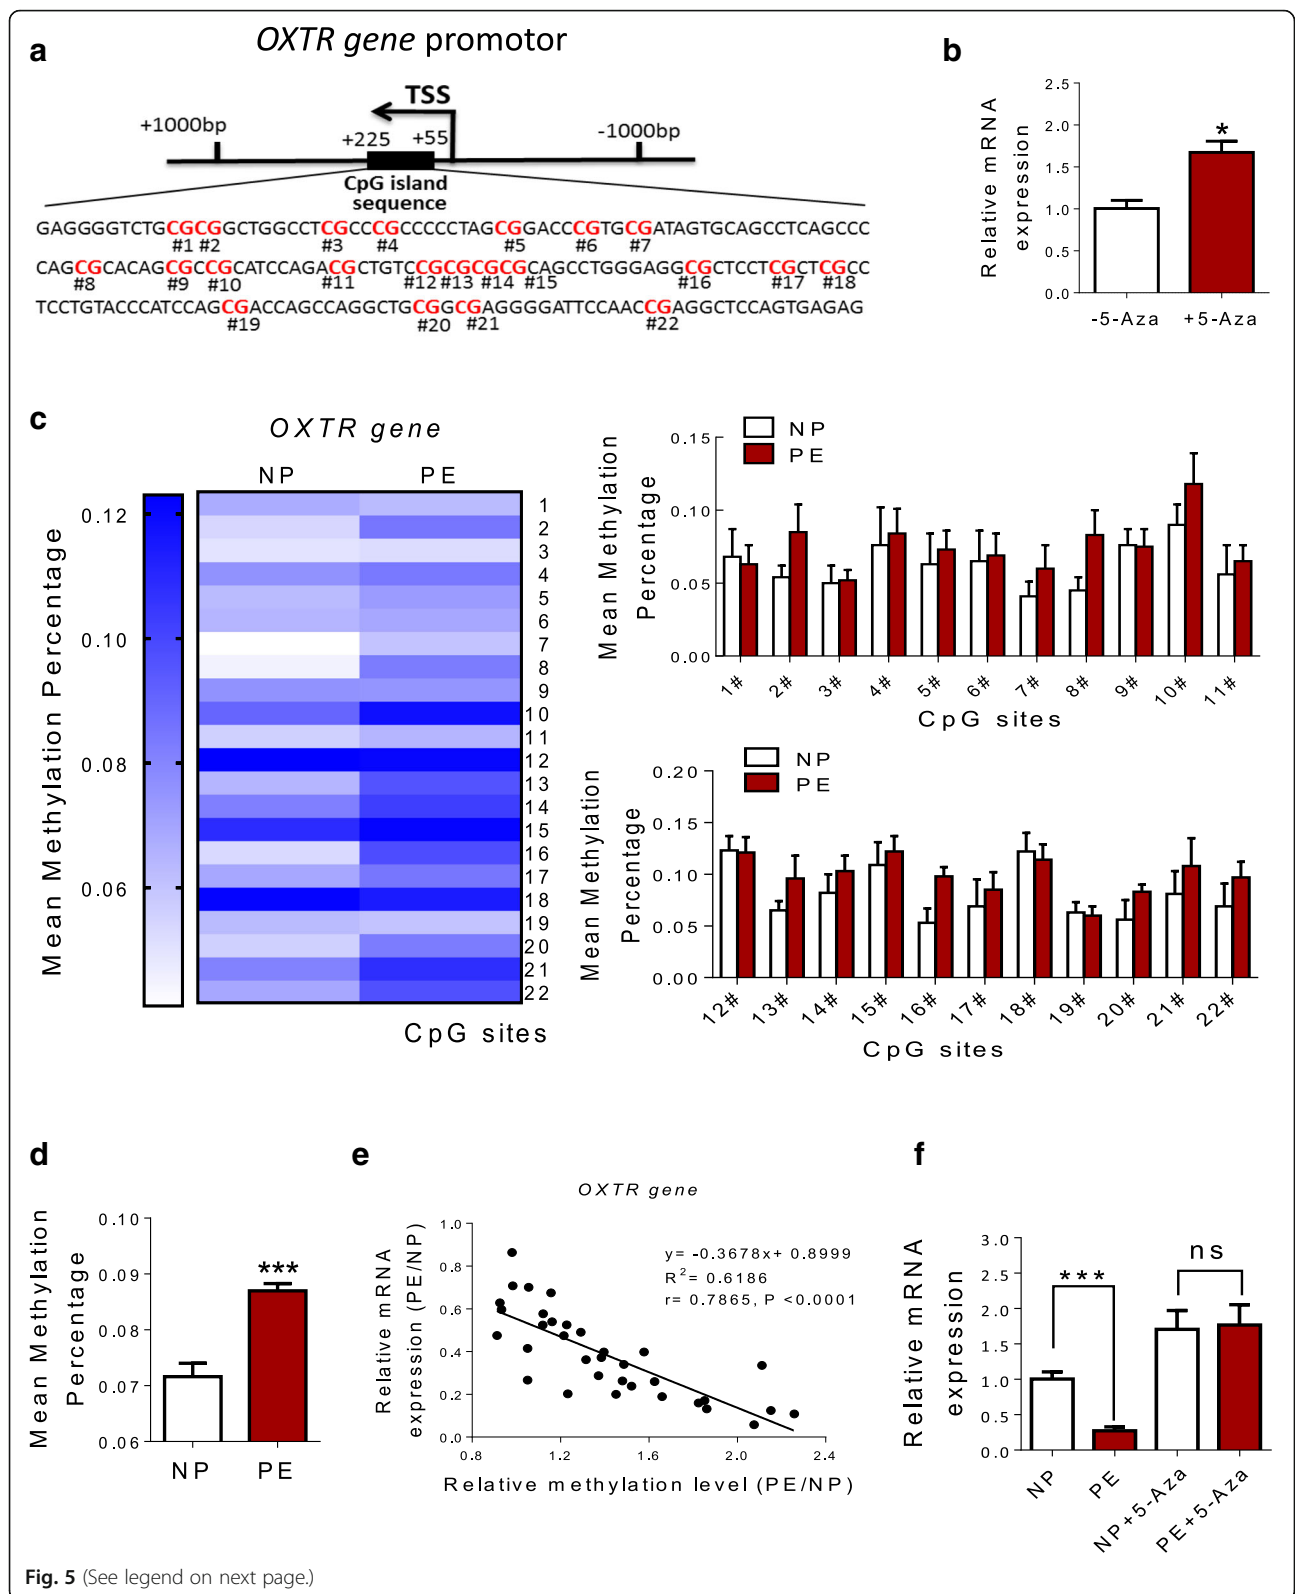 a
OXTR gene promotor
TSS
+1000bp
+225
+55
-1000bp
CpG island
sequence
GAGGGGTCTGCGCGGCTGGCCTCGCCCGCCCCCTAGCGGACCCGTGCGATAGTGCAGCCTCAGCCC
#1 #2 #3 #4 #5 #6 #7
CAGCGCACAGCGCCGCATCCAGACGCTGTCCGCGCGCGCAGCCTGGGAGGCGCTCCTCGCTCGCC
#8 #9 #10 #11 #12 #13 #14 #15 #16 #17 #18
TCCTGTACCCATCCAGCGACCAGCCAGGCTGCGGCGAGGGGATTCCAACCGAGGCTCCAGTGAGAG
#19 #20 #21 #22
b
Relative mRNA
expression
2.5
2.0
1.5
1.0
0.5
0.0
*
-5-Aza +5-Aza
c
OXTR gene
NP PE
Mean Methylation Percentage
0.12
0.10
0.08
0.06
1
2
3
4
5
6
7
8
9
10
11
12
13
14
15
16
17
18
19
20
21
22
CpG sites
Mean Methylation
Percentage
NP
PE
0.15
0.10
0.05
0.00
1# 2# 3# 4# 5# 6# 7# 8# 9# 10# 11#
CpG sites
Mean Methylation
Percentage
NP
PE
0.20
0.15
0.10
0.05
0.00
12# 13# 14# 15# 16# 17# 18# 19# 20# 21# 22#
CpG sites
d
Mean Methylation
Percentage
0.10
0.09
0.08
0.07
0.06
***
NP PE
e
OXTR gene
Relative mRNA
expression (PE/NP)
1.0
0.8
0.6
0.4
0.2
0.0
y= -0.3678x+ 0.8999
R²= 0.6186
r= 0.7865, P <0.0001
0.8 1.2 1.6 2.0 2.4
Relative methylation level (PE/NP)
f
Relative mRNA
expression
3.0
2.5
2.0
1.5
1.0
0.5
0.0
***
ns
NP PE NP+5-Aza PE+5-Aza
Fig. 5 (See legend on next page.)